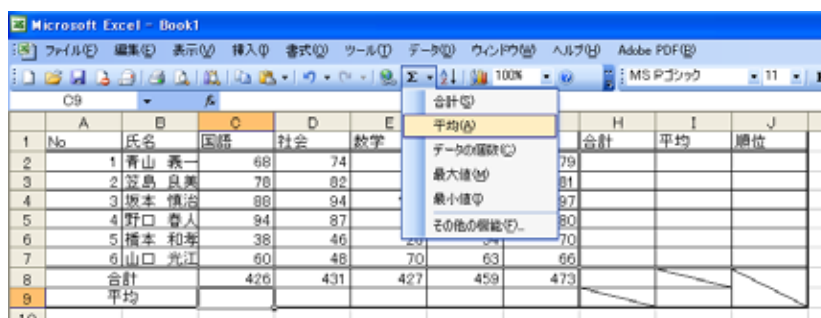 Microsoft Excel - Book1
ファイル(F) 編集(E) 表示(V) 挿入(I) 書式(O) ツール(T) データ(D) ウィンドウ(W) ヘルプ(H) Adobe PDF(B)
Σ 100% MS Pゴシック 11
C9 fx
合計(S)
平均(A)
データの個数(C)
最大値(M)
最小値(I)
その他の機能(F)...
A B C D E H I J
1 No 氏名 国語 社会 数学 合計 平均 順位
2 1 青山 義一 68 74 79
3 2 笠島 良美 78 82 81
4 3 坂本 慎治 88 94 97
5 4 野口 春人 94 87 80
6 5 橋本 和孝 38 46 70
7 6 山口 光江 60 48 70 63 66
8 合計 426 431 427 459 473
9 平均